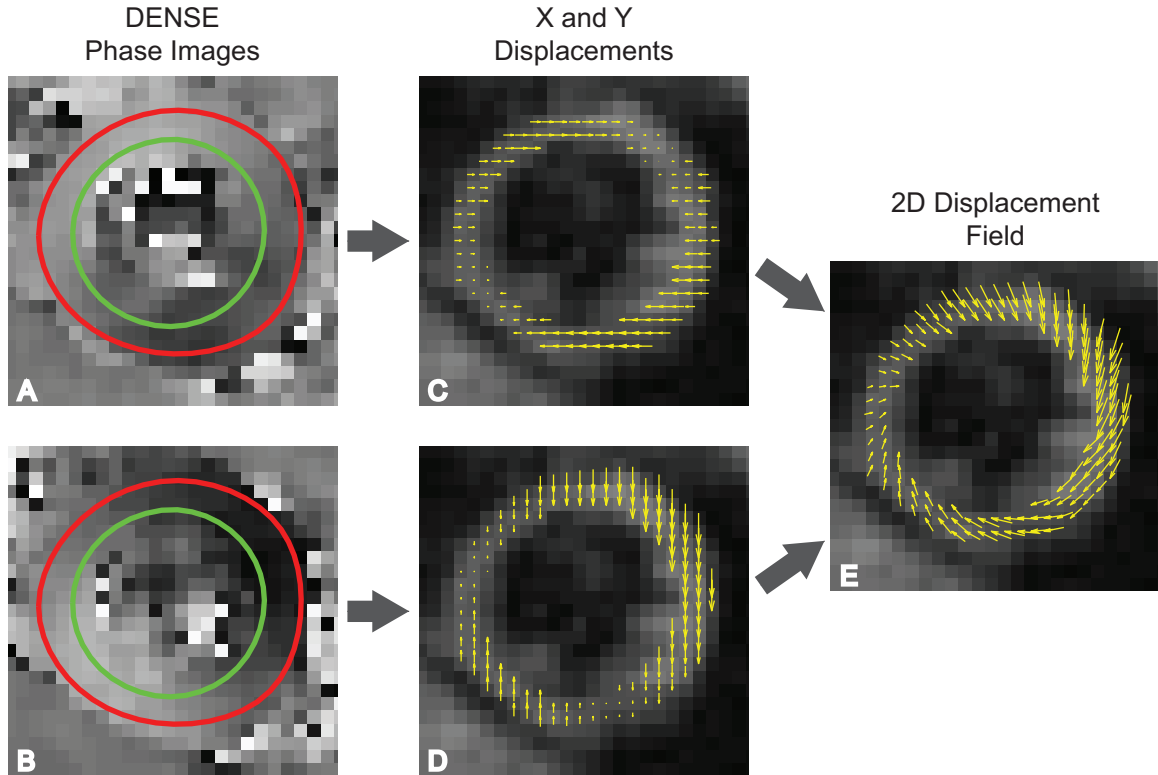 DENSE
Phase Images
X and Y
Displacements
2D Displacement
Field
A
C
B
D
E